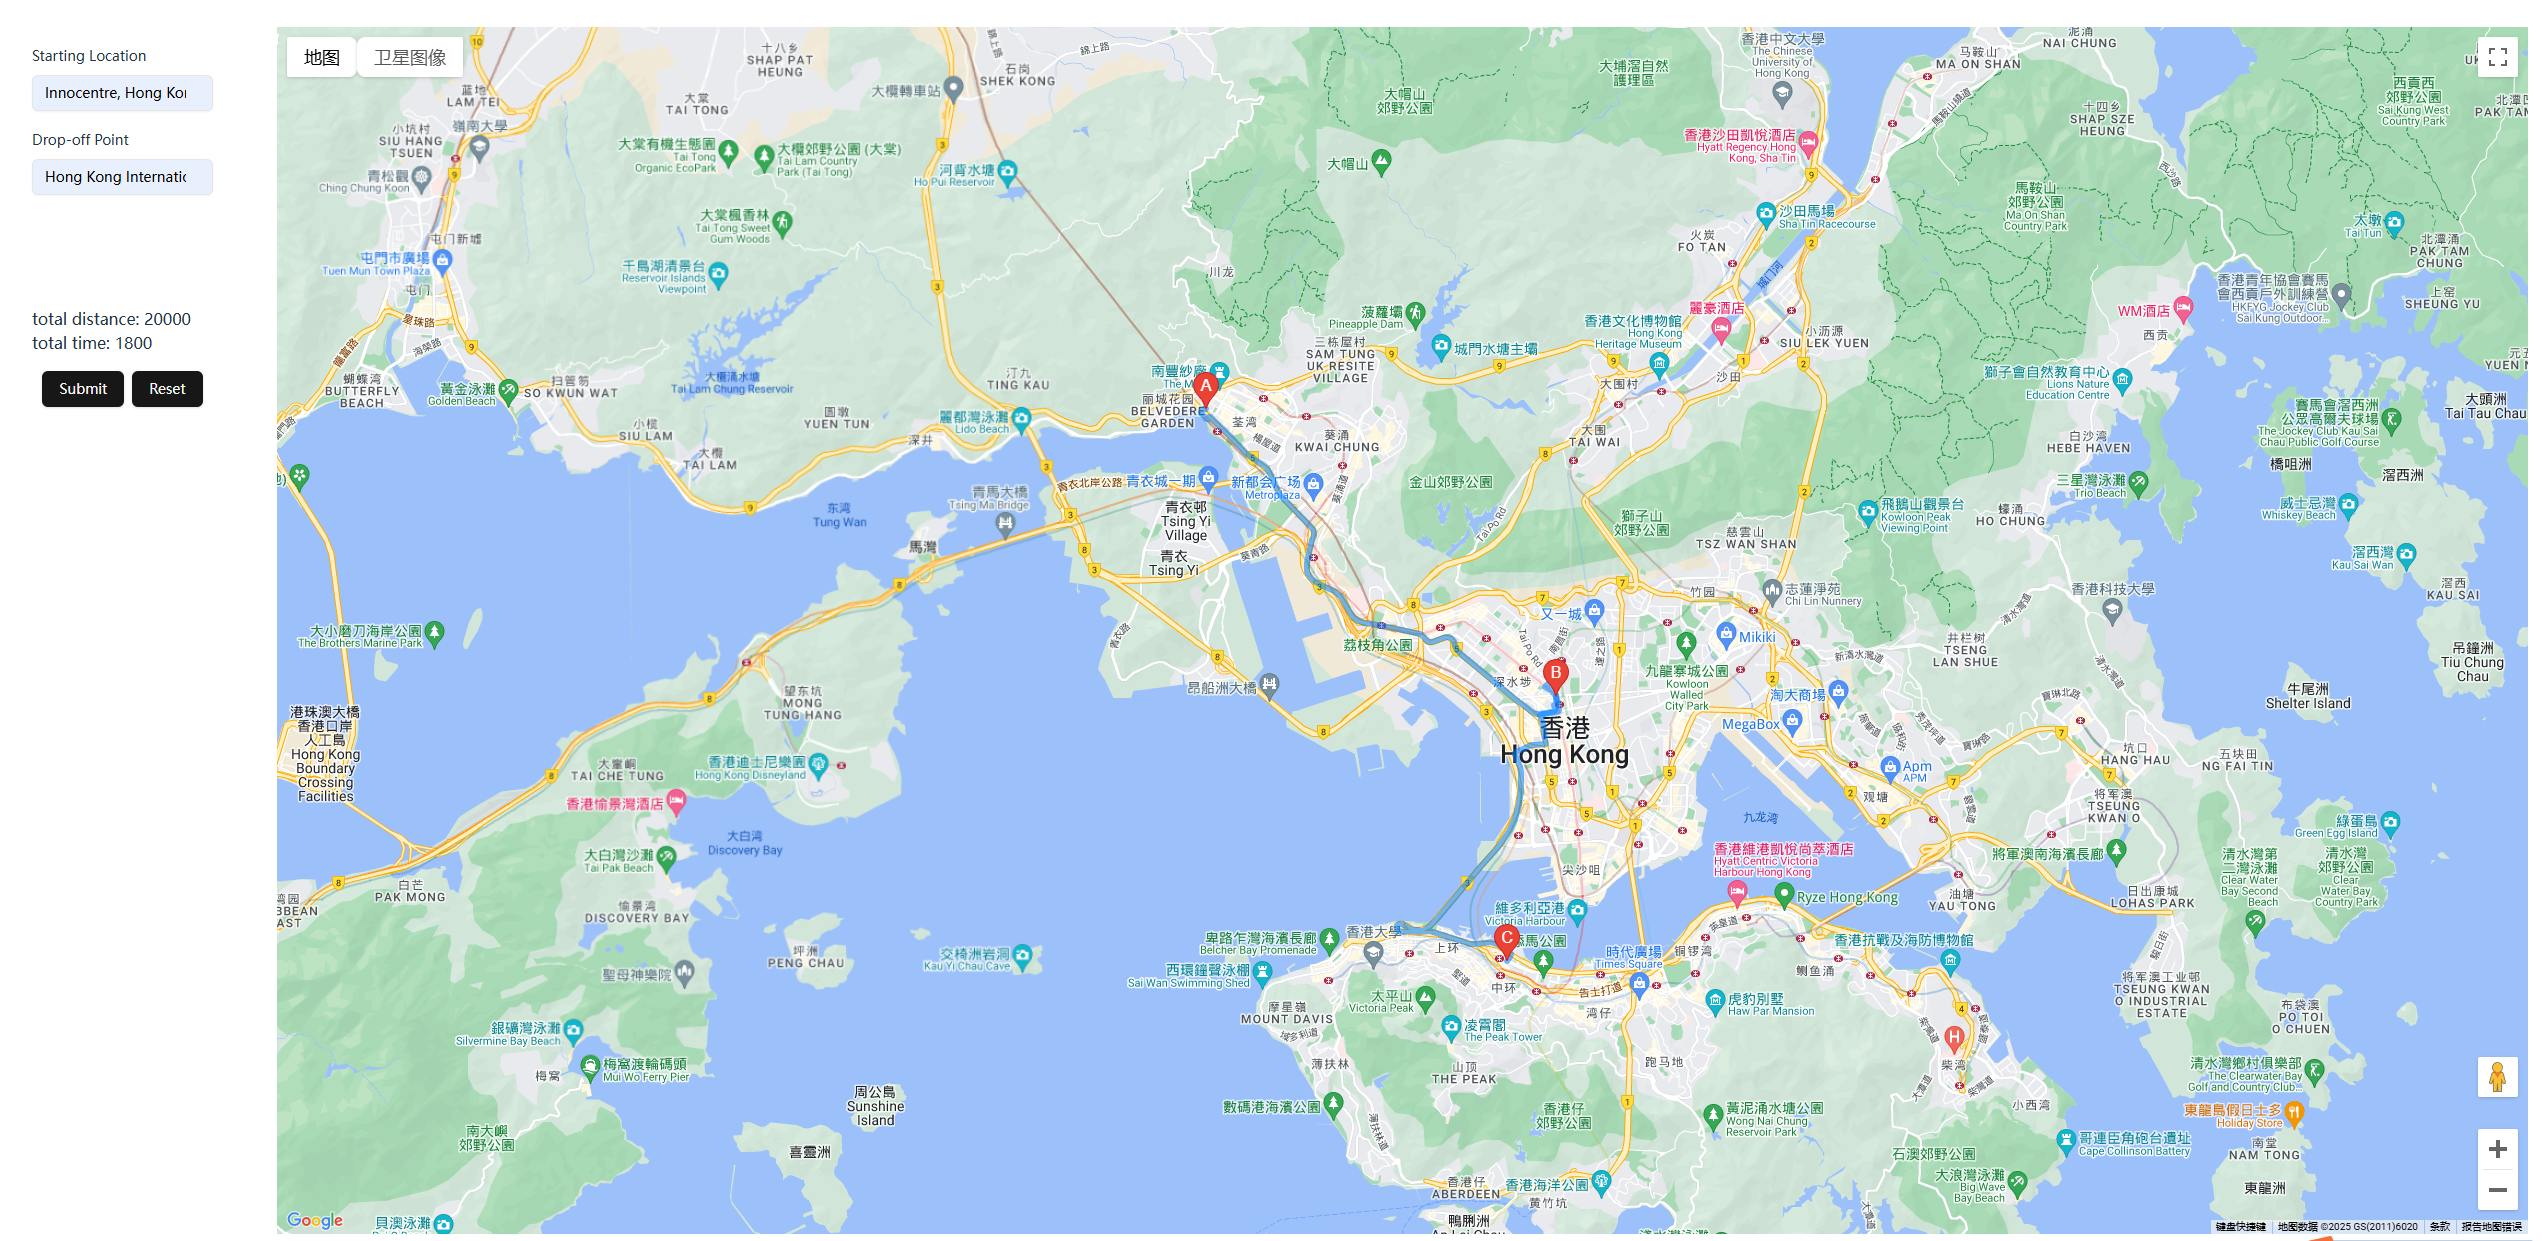 Starting Location
Innocentre, Hong Kon
Drop-off Point
Hong Kong Internatio
total distance: 20000
total time: 1800
Submit
Reset
地图
卫星图像
十八乡
SHAP PAT
HEUNG
石岗
SHEK KONG
錦上路
香港中文大學
The Chinese
University of
Hong Kong
马鞍山
MA ON SHAN
泥涌
NAI CHUNG
蓝地
LAM TEI
大棠
TAI TONG
大欖轉車站
大帽山
郊野公園
大埔滘自然
護理區
十四乡
SHAP SZE
HEUNG
西貢西
郊野公園
Sai Kung West
Country Park
小坑村
SIU HANG
TSUEN
嶺南大學
青松觀
Ching Chung Koon
大棠有機生態園
Tai Tong
Organic EcoPark
大欖郊野公園 (大棠)
Tai Lam Country
Park (Tai Tong)
河背水塘
Ho Pui Reservoir
大帽山
香港沙田凱悅酒店
Hyatt Regency Hong
Kong, Sha Tin
大棠楓香林
Tai Tong Sweet
Gum Woods
沙田馬場
Sha Tin Racecourse
馬鞍山
郊野公園
Ma On Shan
Country Park
大墩
Tai Tun
北潭涌
PAK TAM
CHUNG
屯门新墟
屯門市廣場
Tuen Mun Town Plaza
屯门
千島湖清景台
Reservoir Islands
Viewpoint
川龙
火炭
FO TAN
城门河
香港青年協會賽馬
會西貢戶外訓練營
HKFYG Jockey Club
Sai Kung Outdoor...
上窑
SHEUNG YU
皇珠路
海榮路
龍富路
菠蘿壩
Pineapple Dam
城門水塘主壩
香港文化博物館
Hong Kong
Heritage Museum
麗豪酒店
小沥源
SIU LEK YUEN
WM酒店
西贡
蝴蝶湾
BUTTERFLY
BEACH
黃金泳灘
Golden Beach
扫管笏
SO KWUN WAT
大欖涌水塘
Tai Lam Chung Reservoir
汀九
TING KAU
南豐紗廠
The M
A
三栋屋村
SAM TUNG
UK RESITE
VILLAGE
大围村
沙田
獅子會自然教育中心
Lions Nature
Education Centre
丽城花园
BELVEDERE
GARDEN
荃湾
葵涌
KWAI CHUNG
大围
TAI WAI
小榄
SIU LAM
圓墩
YUEN TUN
深井
麗都灣泳灘
Lido Beach
大欖
TAI LAM
白沙湾
HEBE HAVEN
賽馬會滘西洲
公眾高爾夫球場
The Jockey Club Kau Sai
Chau Public Golf Course
大頭洲
Tai Tau Chau
橋咀洲
滘西洲
东湾
Tung Wan
青馬大橋
Tsing Ma Bridge
青衣北岸公路
青衣城一期
新都会广场
Metroplaza
金山郊野公園
三星灣泳灘
Trio Beach
威士忌灣
Whiskey Beach
青衣邨
Tsing Yi
Village
青衣
Tsing Yi
Tai Po Rd
獅子山
郊野公園
慈雲山
TSZ WAN SHAN
飛鵝山觀景台
Kowloon Peak
Viewing Point
蠔涌
HO CHUNG
馬灣
滘西灣
Kau Sai Wan
滘西
KAU SAI
大小磨刀海岸公園
The Brothers Marine Park
荔枝角公園
又一城
竹园
志蓮淨苑
Chi Lin Nunnery
Mikiki
香港科技大學
井栏树
TSENG
LAN SHUE
吊鐘洲
Tiu Chung
Chau
昂船洲大橋
深水埗
B
九龍寨城公園
Kowloon
Walled
City Park
淘大商場
MegaBox
牛尾洲
Shelter Island
港珠澳大橋
香港口岸
人工島
Hong Kong
Boundary
Crossing
Facilities
望东坑
MONG
TUNG HANG
香港
Hong Kong
大輋峒
TAI CHE TUNG
香港迪士尼樂園
Hong Kong Disneyland
香港愉景灣酒店
Apm
APM
坑口
HANG HAU
五块田
NG FAI TIN
观塘
将军澳
TSEUNG
KWAN O
大白湾
Discovery Bay
大白灣沙灘
Tai Pak Beach
九龙湾
香港維港凱悅尚萃酒店
Hyatt Centric Victoria
Harbour Hong Kong
綠蛋島
Green Egg Island
將軍澳南海濱長廊
清水灣第
二灣泳灘
Clear Water
Bay Second
Beach
清水灣
郊野公園
Clear
Water Bay
Country Park
白芒
PAK MONG
尖沙咀
Ryze Hong Kong
油塘
YAU TONG
日出康城
LOHAS PARK
愉景湾
DISCOVERY BAY
維多利亞港
Victoria Harbour
卑路乍灣海濱長廊
Belcher Bay Promenade
香港大學
上环
C
添馬公園
時代廣場
Times Square
铜锣湾
英皇道
香港抗戰及海防博物館
鲗鱼涌
坪洲
PENG CHAU
交椅洲岩洞
Kau Yi Chau Cave
西環鐘聲泳棚
Sai Wan Swimming Shed
聖母神樂院
摩星嶺
MOUNT DAVIS
太平山
Victoria Peak
中环
告士打道
湾仔
凌霄閣
The Peak Tower
虎豹別墅
Haw Par Mansion
将军澳工业邨
TSEUNG KWAN
O INDUSTRIAL
ESTATE
布袋澳
PO TOI
O CHUEN
銀礦灣泳灘
Silvermine Bay Beach
梅窩渡輪碼頭
Mui Wo Ferry Pier
梅窩
薄扶林
山顶
THE PEAK
跑马地
H
柴湾
清水灣鄉村俱樂部
The Clearwater Bay
Golf and Country Club...
周公島
Sunshine
Island
數碼港海濱公園
香港仔
郊野公園
黃泥涌水塘公園
Wong Nai Chung
Reservoir Park
小西湾
東龍島假日士多
Holiday Store
南大嶼
郊野公園
喜靈洲
哥連臣角砲台遺址
Cape Collinson Battery
石澳郊野公園
南堂
NAM TONG
香港仔
ABERDEEN
香港海洋公園
黄竹坑
大浪灣泳灘
Big Wave
Bay Beach
東龍洲
貝澳泳灘
鴨脷洲
Google
键盘快捷键
地图数据 ©2025 GS(2011)6020
条款
报告地图错误